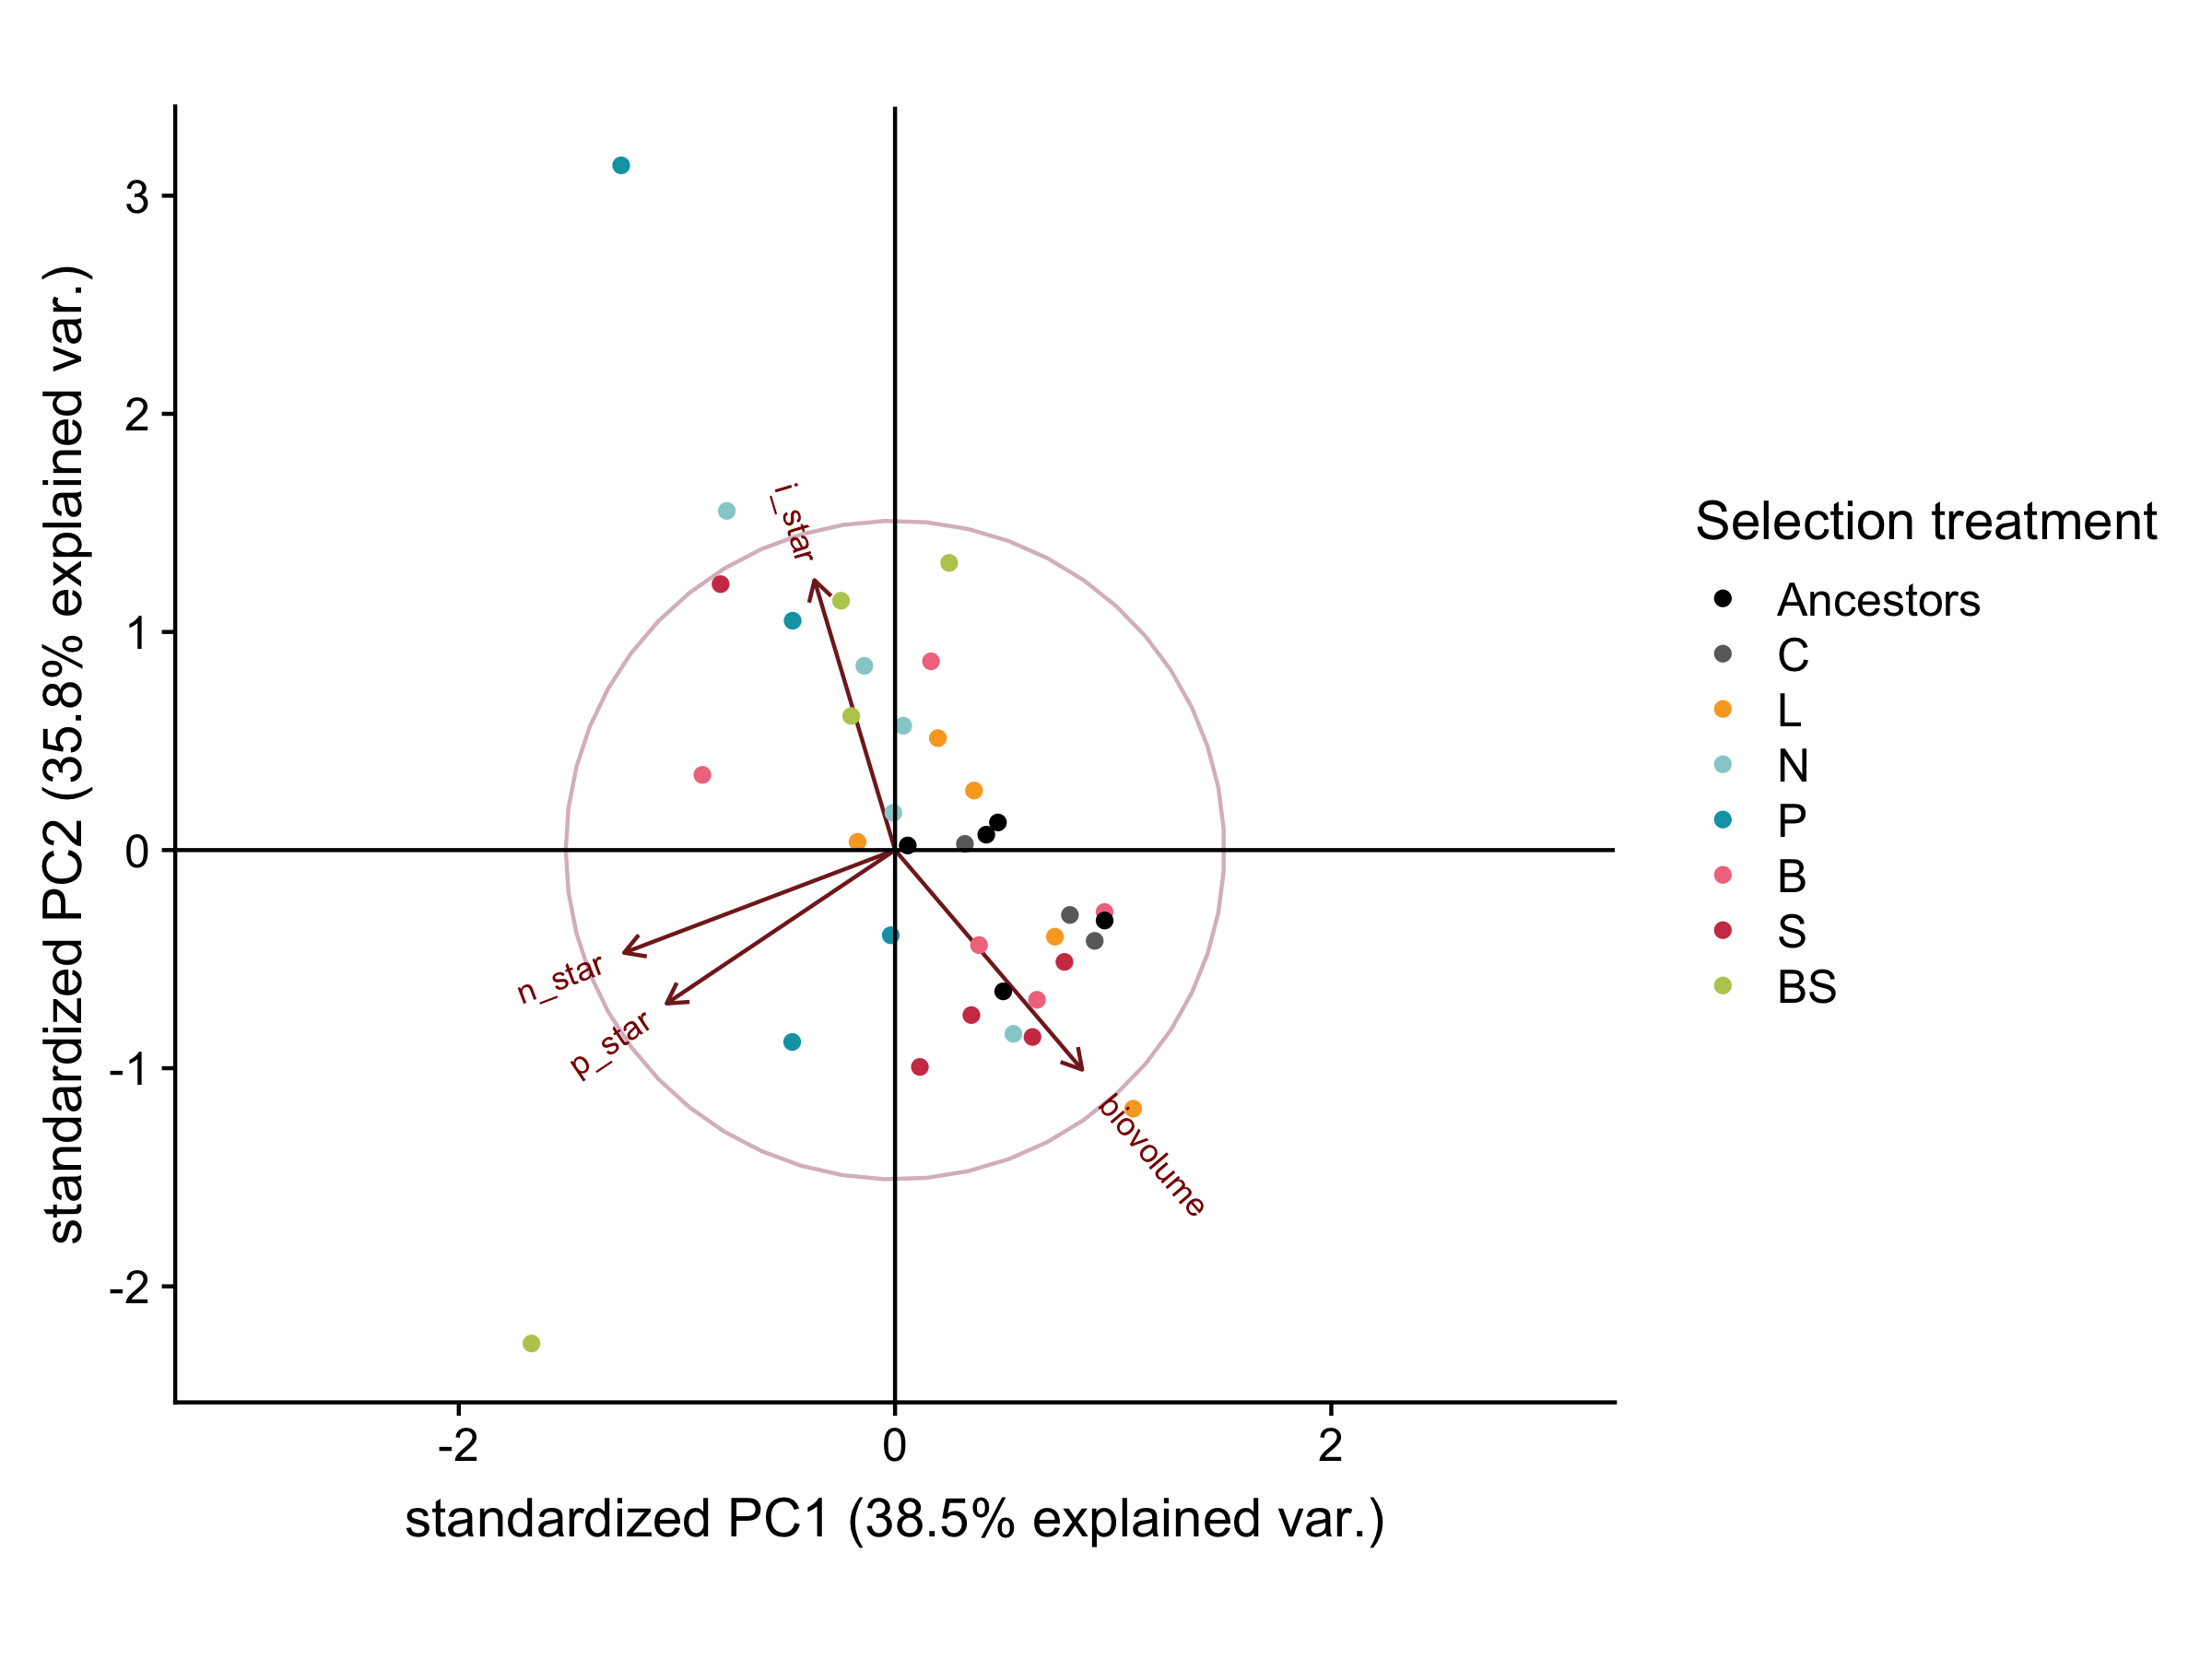 standardized PC2 (35.8% explained var.)
3
2
1
0
-1
-2
i_star
n_star
p_star
biovolume
-2
0
2
standardized PC1 (38.5% explained var.)
Selection treatment
Ancestors
C
L
N
P
B
S
BS